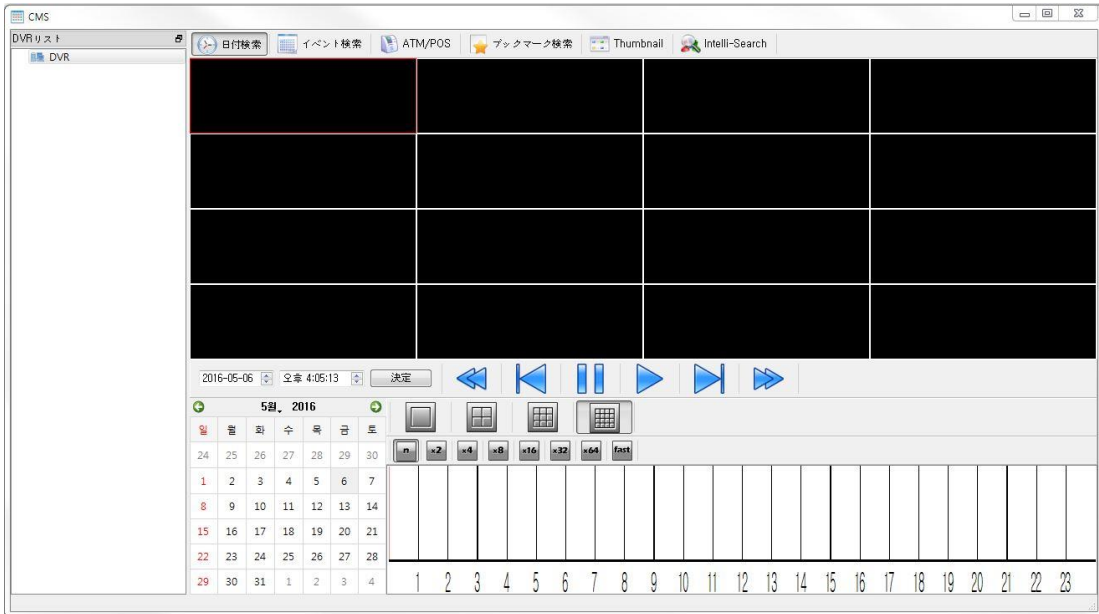 CMS
DVRリスト
日付検索 イベント検索 ATM/POS ブックマーク検索 Thumbnail Intelli-Search
DVR
2016-05-06 오후 4:05:13 決定
5월, 2016
일 월 화 수 목 금 토
24 25 26 27 28 29 30
1 2 3 4 5 6 7
8 9 10 11 12 13 14
15 16 17 18 19 20 21
22 23 24 25 26 27 28
29 30 31 1 2 3 4
n ×2 ×4 ×8 ×16 ×32 ×64 fast
1 2 3 4 5 6 7 8 9 10 11 12 13 14 15 16 17 18 19 20 21 22 23